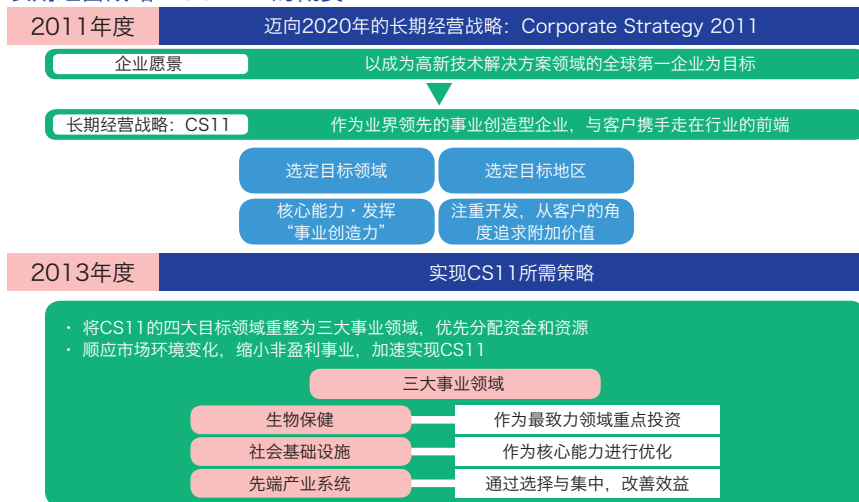 2011年度
迈向2020年的长期经营战略：Corporate Strategy 2011
企业愿景
以成为高新技术解决方案领域的全球第一企业为目标
长期经营战略：CS11
作为业界领先的事业创造型企业，与客户携手走在行业的前端
选定目标领域
选定目标地区
核心能力・发挥
“事业创造力”
注重开发，从客户的角
度追求附加价值
2013年度
实现CS11所需策略
・ 将CS11的四大目标领域重整为三大事业领域，优先分配资金和资源
・ 顺应市场环境变化，缩小非盈利事业，加速实现CS11
三大事业领域
生物保健
作为最致力领域重点投资
社会基础设施
作为核心能力进行优化
先端产业系统
通过选择与集中，改善效益